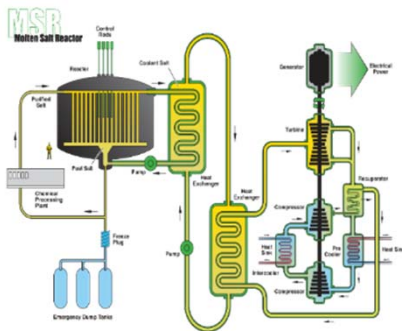 MSR
Molten Salt Reactor
Control
Rods
Reactor
Coolant Salt
Purified
Salt
Fuel Salt
Pump
Chemical
Processing
Plant
Freeze
Plug
Emergency Dump Tanks
Heat
Exchanger
Heat
Exchanger
Pump
Generator
Electrical
Power
Turbine
Recuperator
Compressor
Heat
Sink
Pre
Cooler
Heat Sink
Intercooler
Compressor